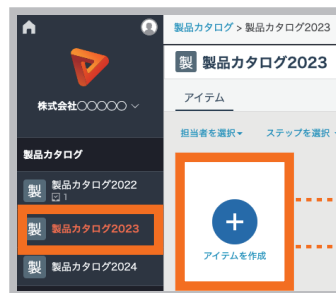 製品カタログ > 製品カタログ2023
製 製品カタログ2023
株式会社〇〇〇〇〇
アイテム
担当者を選択▾ ステップを選択
製品カタログ
製 製品カタログ2022
1
製 製品カタログ2023
アイテムを作成
製 製品カタログ2024